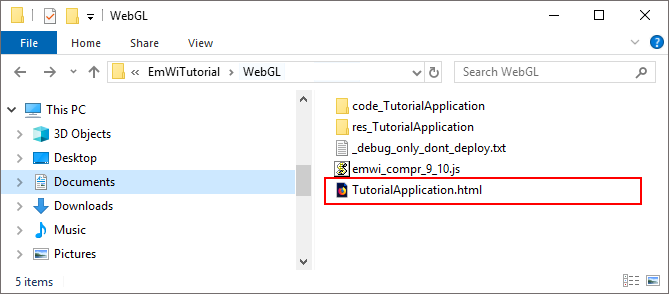 WebGL
File Home Share View
EmWiTutorial WebGL
Search WebGL
This PC
3D Objects
Desktop
Documents
Downloads
Music
Pictures
code_TutorialApplication
res_TutorialApplication
_debug_only_dont_deploy.txt
emwi_compr_9_10.js
TutorialApplication.html
5 items